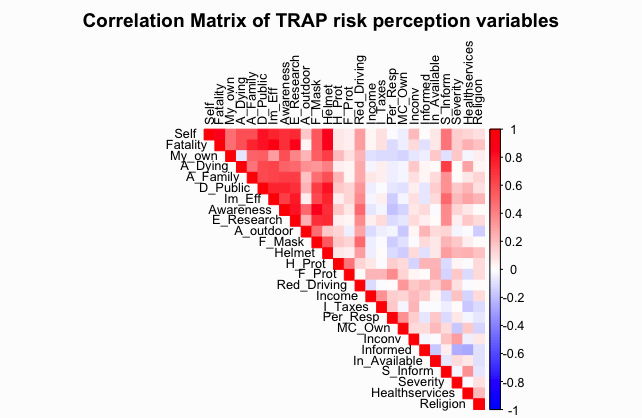 Correlation Matrix of TRAP risk perception variables
Self
Fatality
My_own
A_Dying
A_Family
D_Public
Im_Eff
Awareness
E_Research
A_outdoor
F_Mask
Helmet
H_Prot
F_Prot
Red_Driving
Income
I_Taxes
Per_Resp
MC_Own
Inconv
Informed
In_Available
S_Inform
Severity
Healthservices
Religion
Self
Fatality
My_own
A_Dying
A_Family
D_Public
Im_Eff
Awareness
E_Research
A_outdoor
F_Mask
Helmet
H_Prot
F_Prot
Red_Driving
Income
I_Taxes
Per_Resp
MC_Own
Inconv
Informed
In_Available
S_Inform
Severity
Healthservices
Religion
1
0.8
0.6
0.4
0.2
0
-0.2
-0.4
-0.6
-0.8
-1